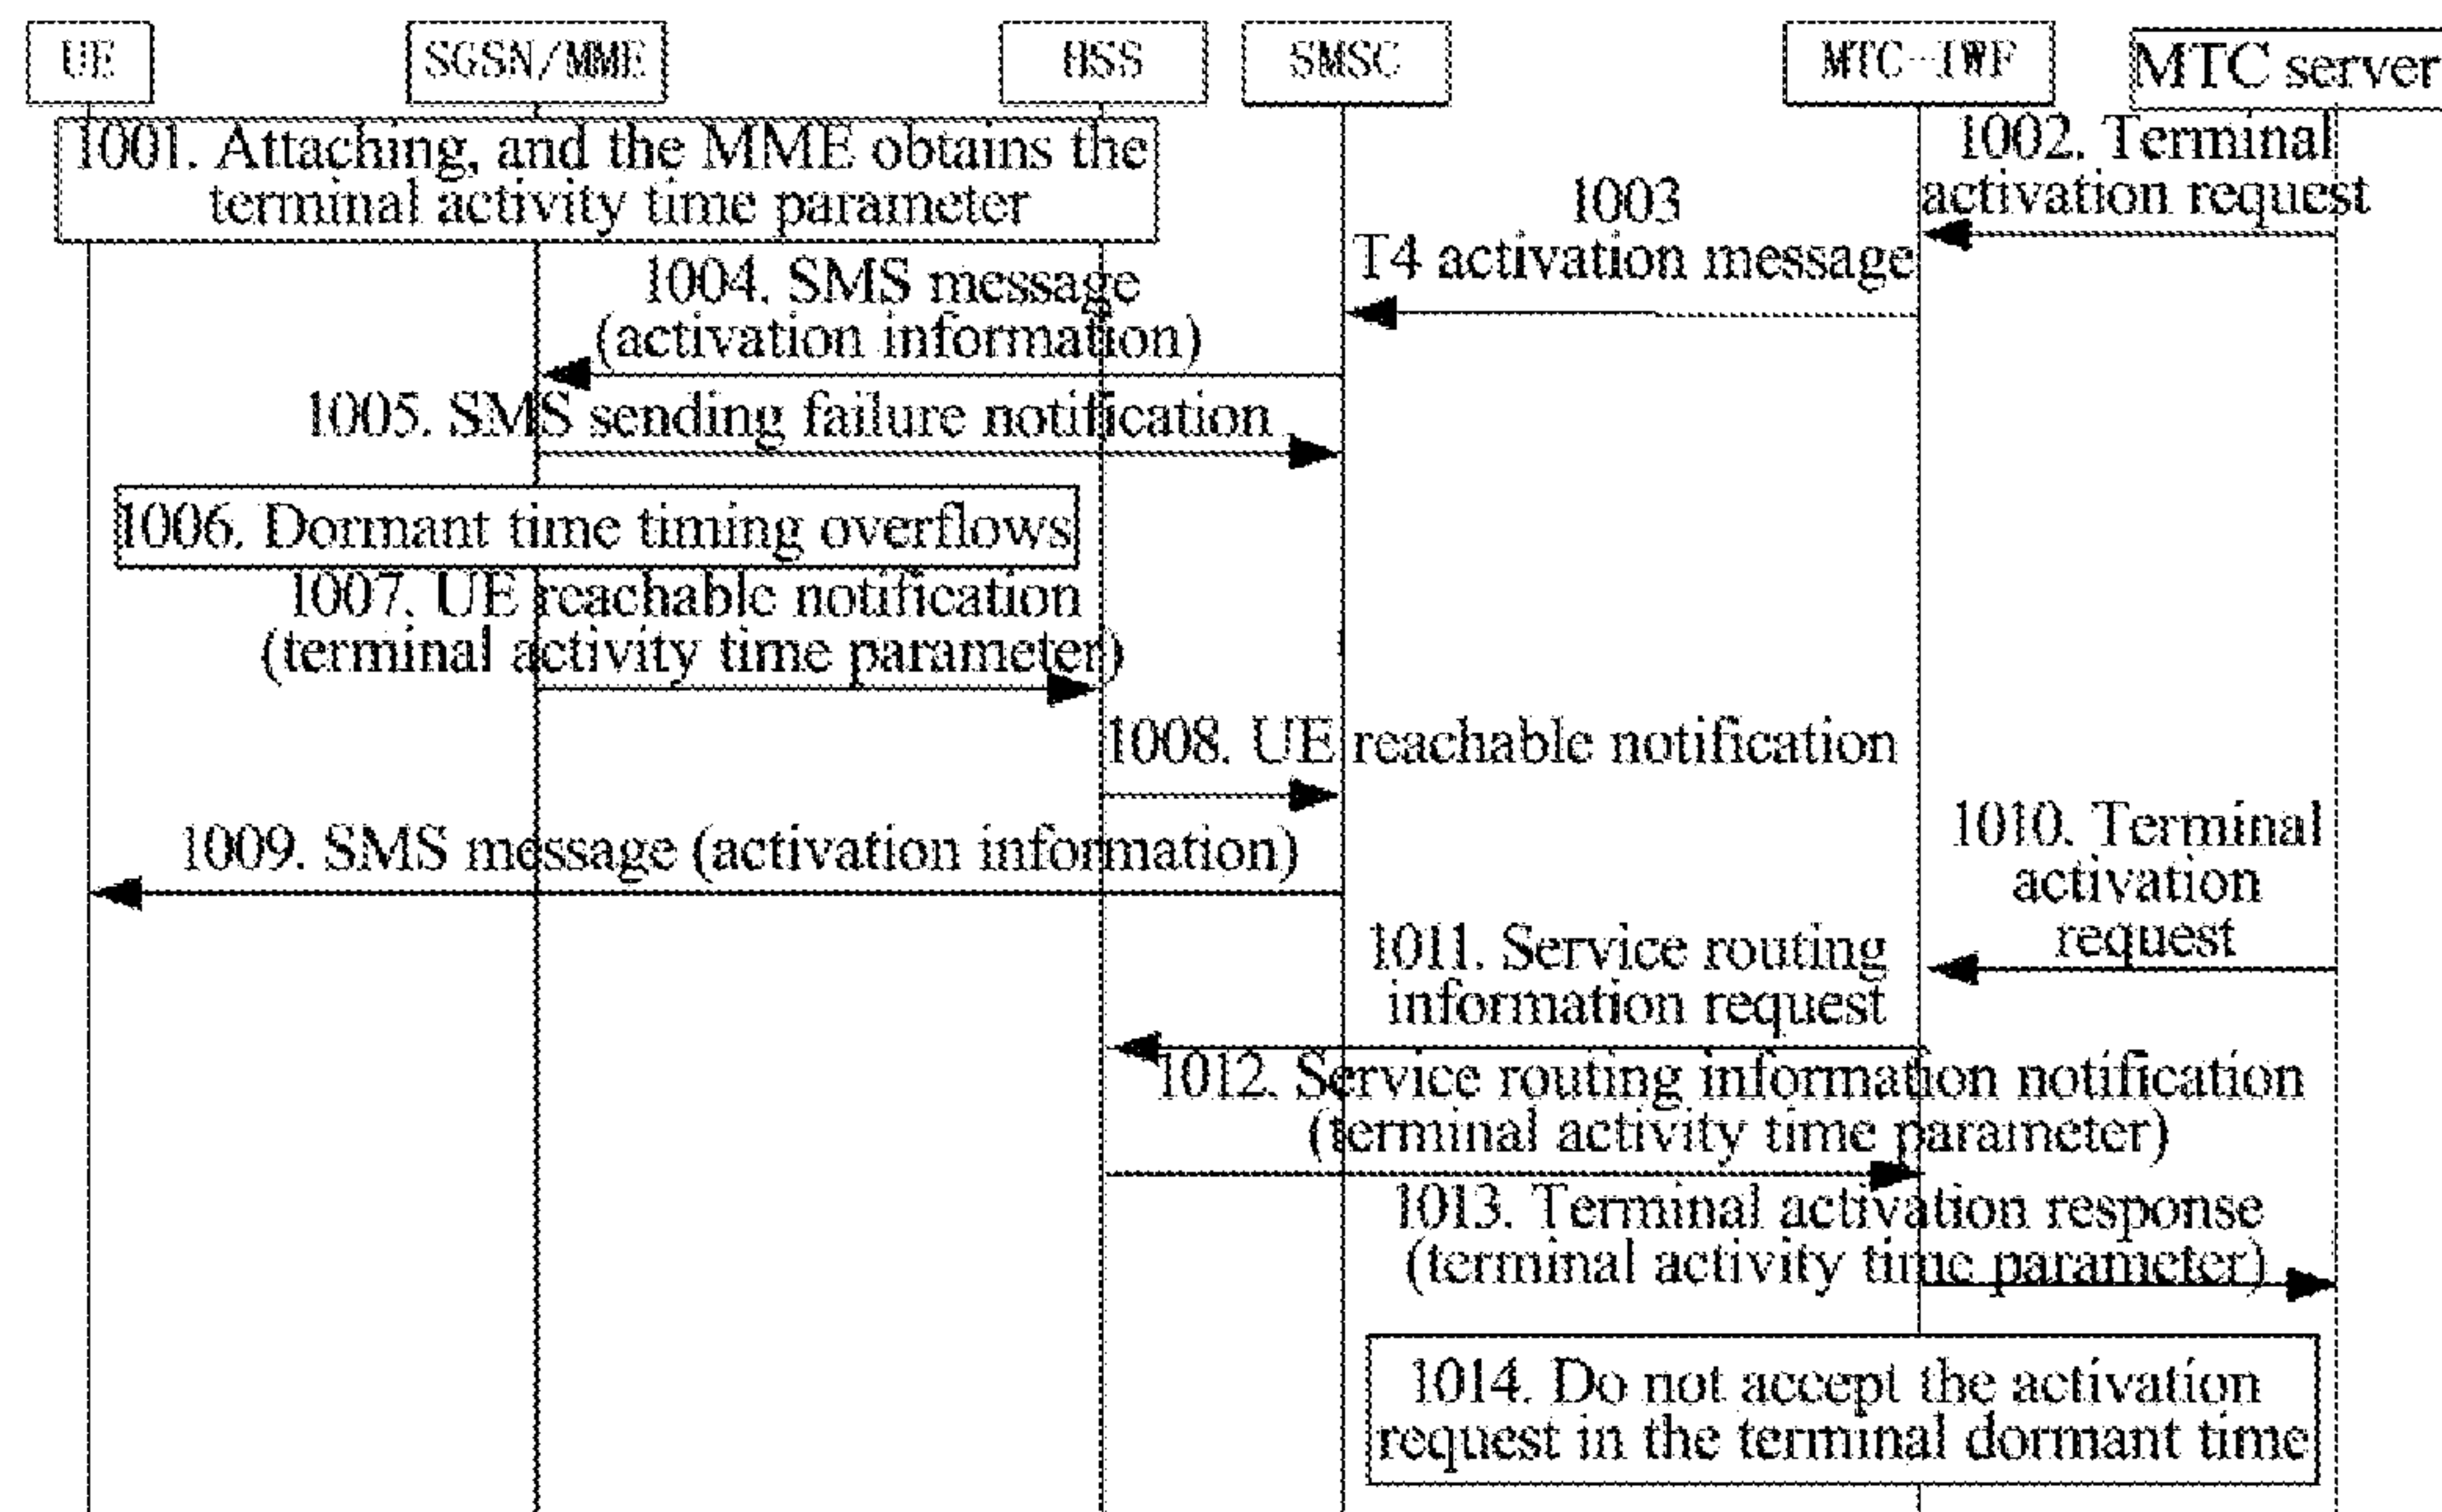 UE
SGSN/MME
HSS
SMSC
MTC-IWF
MTC server
1001. Attaching, and the MME obtains the
terminal activity time parameter
1002. Terminal
activation request
1003
T4 activation message
1004. SMS message
(activation information)
1005. SMS sending failure notification
1006. Dormant time timing overflows
1007. UE reachable notification
(terminal activity time parameter)
1008. UE reachable notification
1009. SMS message (activation information)
1010. Terminal
activation
request
1011. Service routing
information request
1012. Service routing information notification
(terminal activity time parameter)
1013. Terminal activation response
(terminal activity time parameter)
1014. Do not accept the activation
request in the terminal dormant time